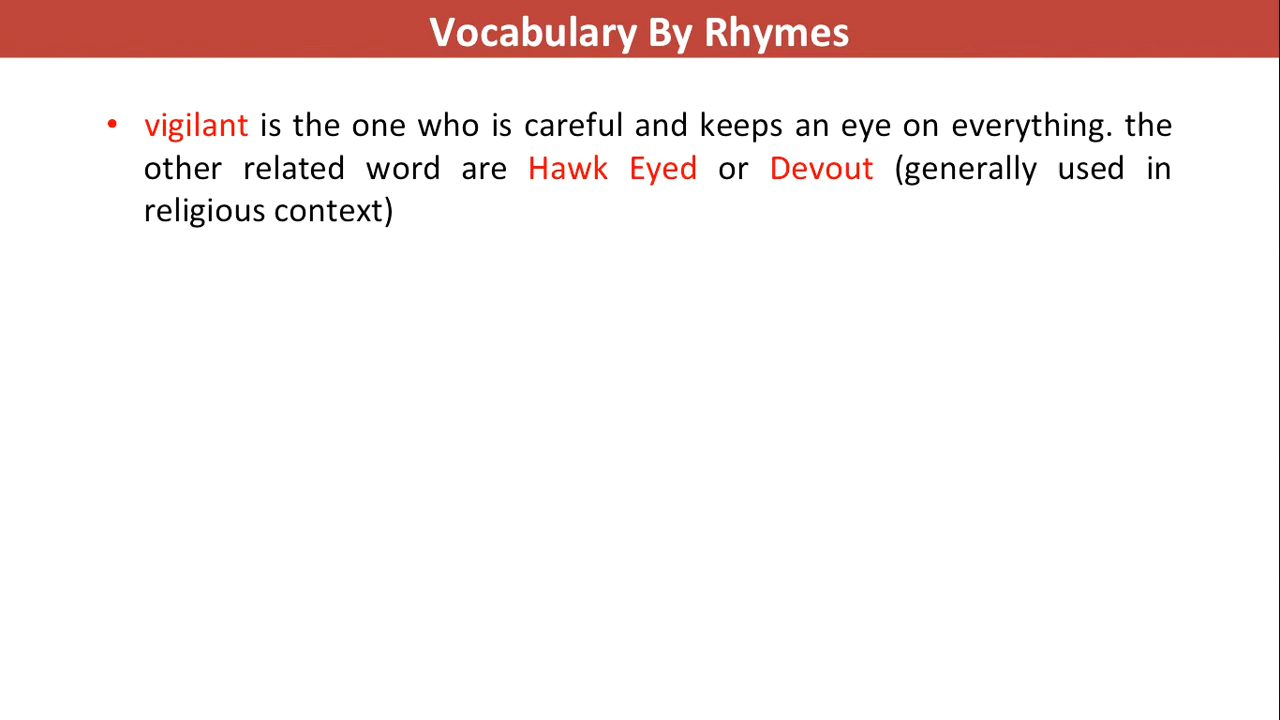 Vocabulary By Rhymes
• vigilant is the one who is careful and keeps an eye on everything. the
other related word are Hawk Eyed or Devout (generally used in
religious context)